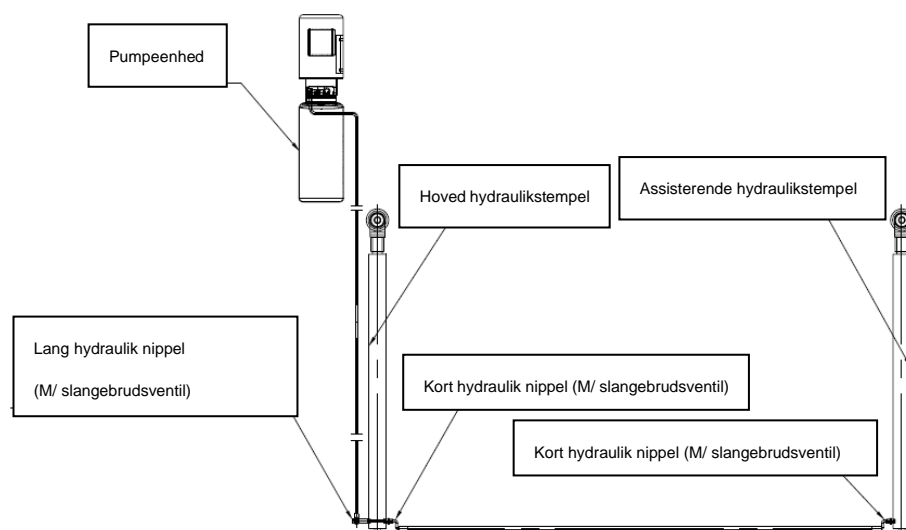 Pumpeenhed
Hoved hydraulikstempel
Assisterende hydraulikstempel
Lang hydraulik nippel
(M/ slangebrudsventil)
Kort hydraulik nippel (M/ slangebrudsventil)
Kort hydraulik nippel (M/ slangebrudsventil)